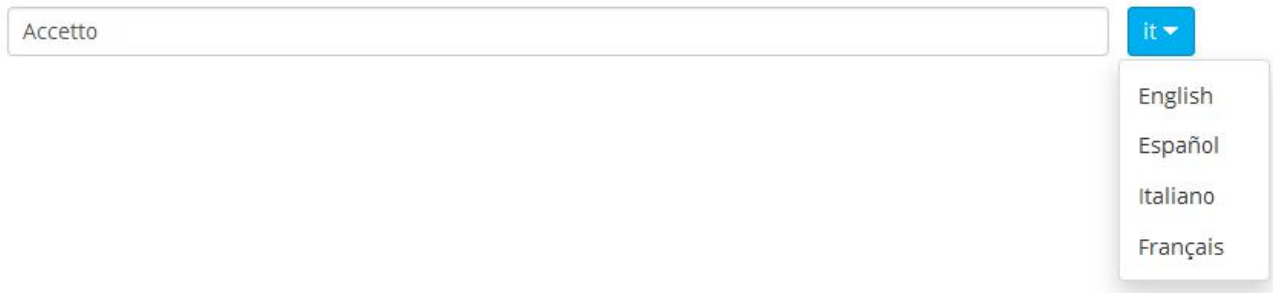 Accetto
it
English
Español
Italiano
Français